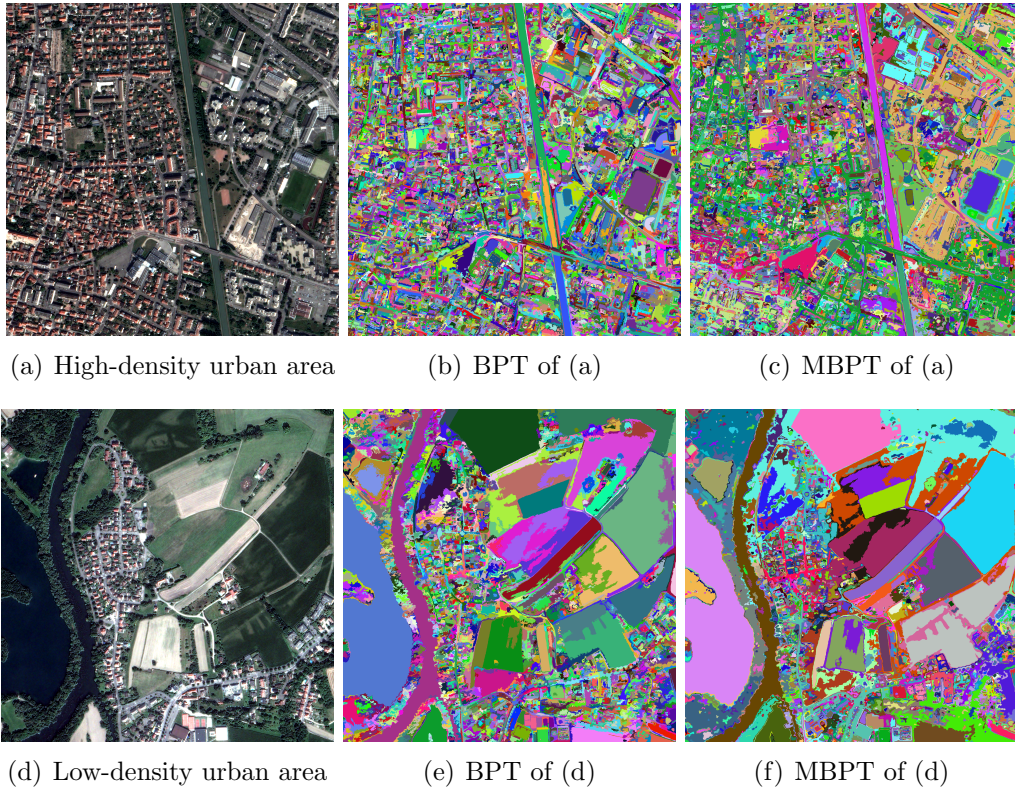 (a) High-density urban area
(b) BPT of (a)
(c) MBPT of (a)
(d) Low-density urban area
(e) BPT of (d)
(f) MBPT of (d)